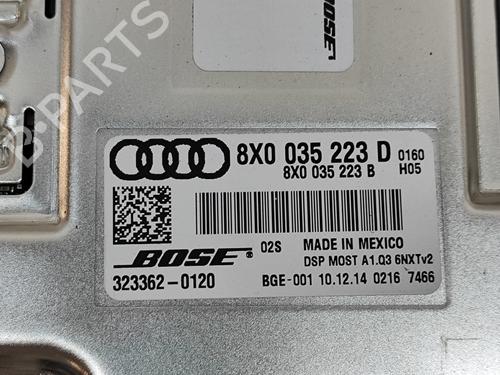 BOSE
B-PARTS
8X0 035 223 D 0160
8X0 035 223 B H05
BOSE® 02S MADE IN MEXICO
DSP MOST A1.Q3 6NXTv2
323362-0120 BGE-001 10.12.14 0216 7466